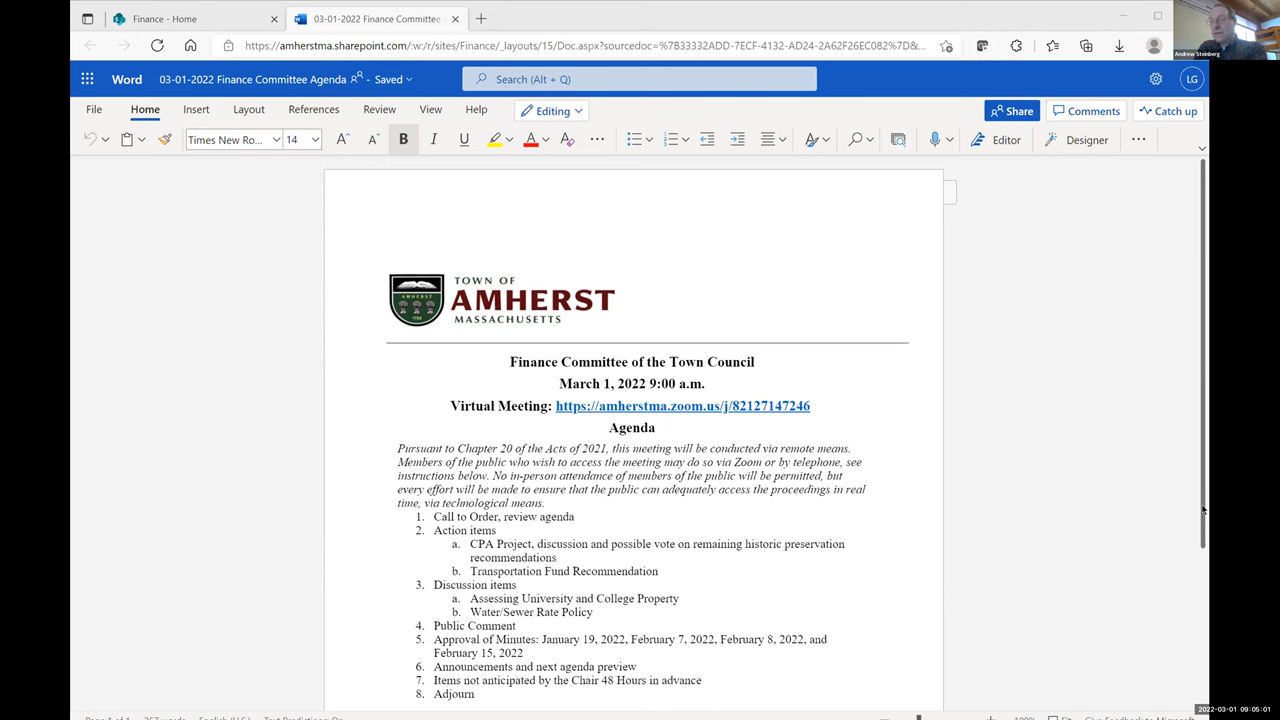 Finance - Home
03-01-2022 Finance Committee
https://amherstma.sharepoint.com/:w:/r/sites/Finance/_layouts/15/Doc.aspx?sourcedoc=%7B33332ADD-7ECF-4132-AD24-2A62F26EC082%7D&...
Andrew Steinberg
Word 03-01-2022 Finance Committee Agenda - Saved
Search (Alt + Q)
LG
File Home Insert Layout References Review View Help Editing Share Comments Catch up
Times New Ro... 14 A A B I U A A Editor Designer
TOWN OF
AMHERST
MASSACHUSETTS
AMHERST
1759
Finance Committee of the Town Council
March 1, 2022 9:00 a.m.
Virtual Meeting: https://amherstma.zoom.us/j/82127147246
Agenda
Pursuant to Chapter 20 of the Acts of 2021, this meeting will be conducted via remote means.
Members of the public who wish to access the meeting may do so via Zoom or by telephone, see
instructions below. No in-person attendance of members of the public will be permitted, but
every effort will be made to ensure that the public can adequately access the proceedings in real
time, via technological means.
1. Call to Order, review agenda
2. Action items
a. CPA Project, discussion and possible vote on remaining historic preservation
recommendations
b. Transportation Fund Recommendation
3. Discussion items
a. Assessing University and College Property
b. Water/Sewer Rate Policy
4. Public Comment
5. Approval of Minutes: January 19, 2022, February 7, 2022, February 8, 2022, and
February 15, 2022
6. Announcements and next agenda preview
7. Items not anticipated by the Chair 48 Hours in advance
8. Adjourn
2022-03-01 09:05:01